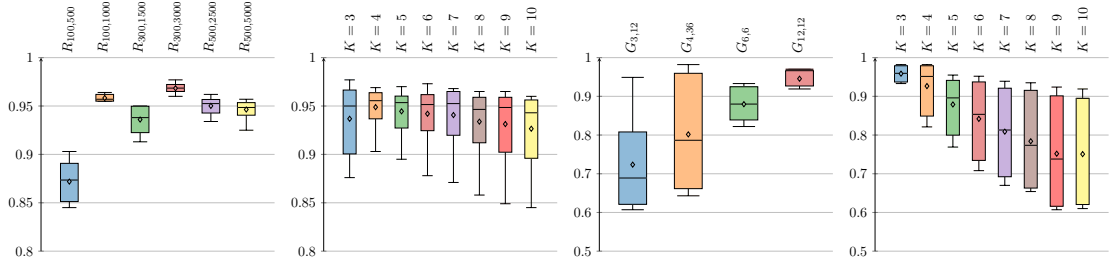 R100,500
R100,1000
R300,1500
R300,3000
R500,2500
R500,5000
1
0.95
0.9
0.85
0.8
K = 3
K = 4
K = 5
K = 6
K = 7
K = 8
K = 9
K = 10
1
0.95
0.9
0.85
0.8
G3,12
G4,36
G6,6
G12,12
1
0.9
0.8
0.7
0.6
0.5
K = 3
K = 4
K = 5
K = 6
K = 7
K = 8
K = 9
K = 10
1
0.9
0.8
0.7
0.6
0.5